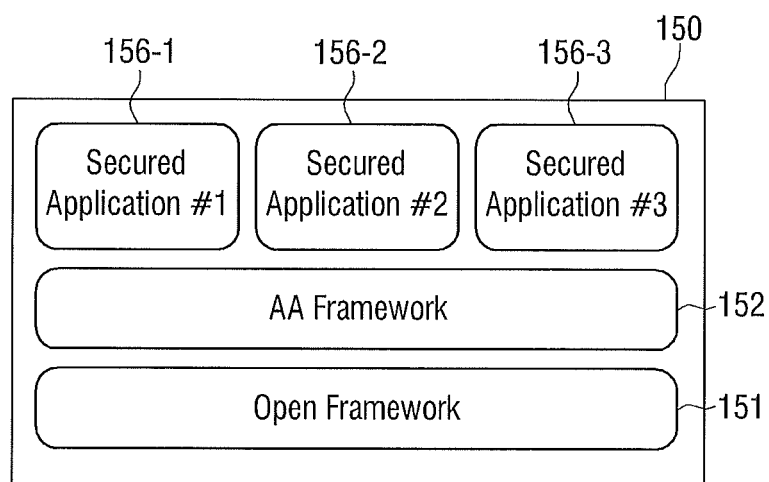 150
156-1
156-2
156-3
Secured
Application #1
Secured
Application #2
Secured
Application #3
AA Framework
152
Open Framework
151